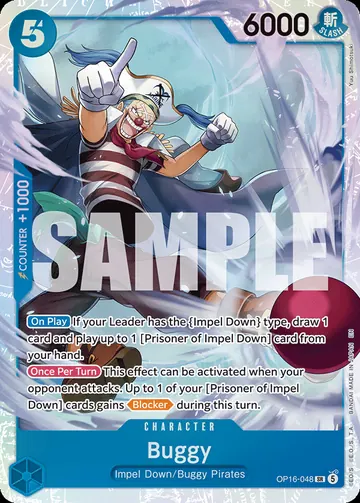 5
6000
斬
SLASH
Yuu Shinotsuka
COUNTER +1000
SAMPLE
On Play If your Leader has the {Impel Down} type, draw 1
card and play up to 1 [Prisoner of Impel Down] card from
your hand.
Once Per Turn This effect can be activated when your
opponent attacks. Up to 1 of your [Prisoner of Impel
Down] cards gains Blocker during this turn.
CHARACTER
Buggy
Impel Down/Buggy Pirates
OP16-048 SR 5